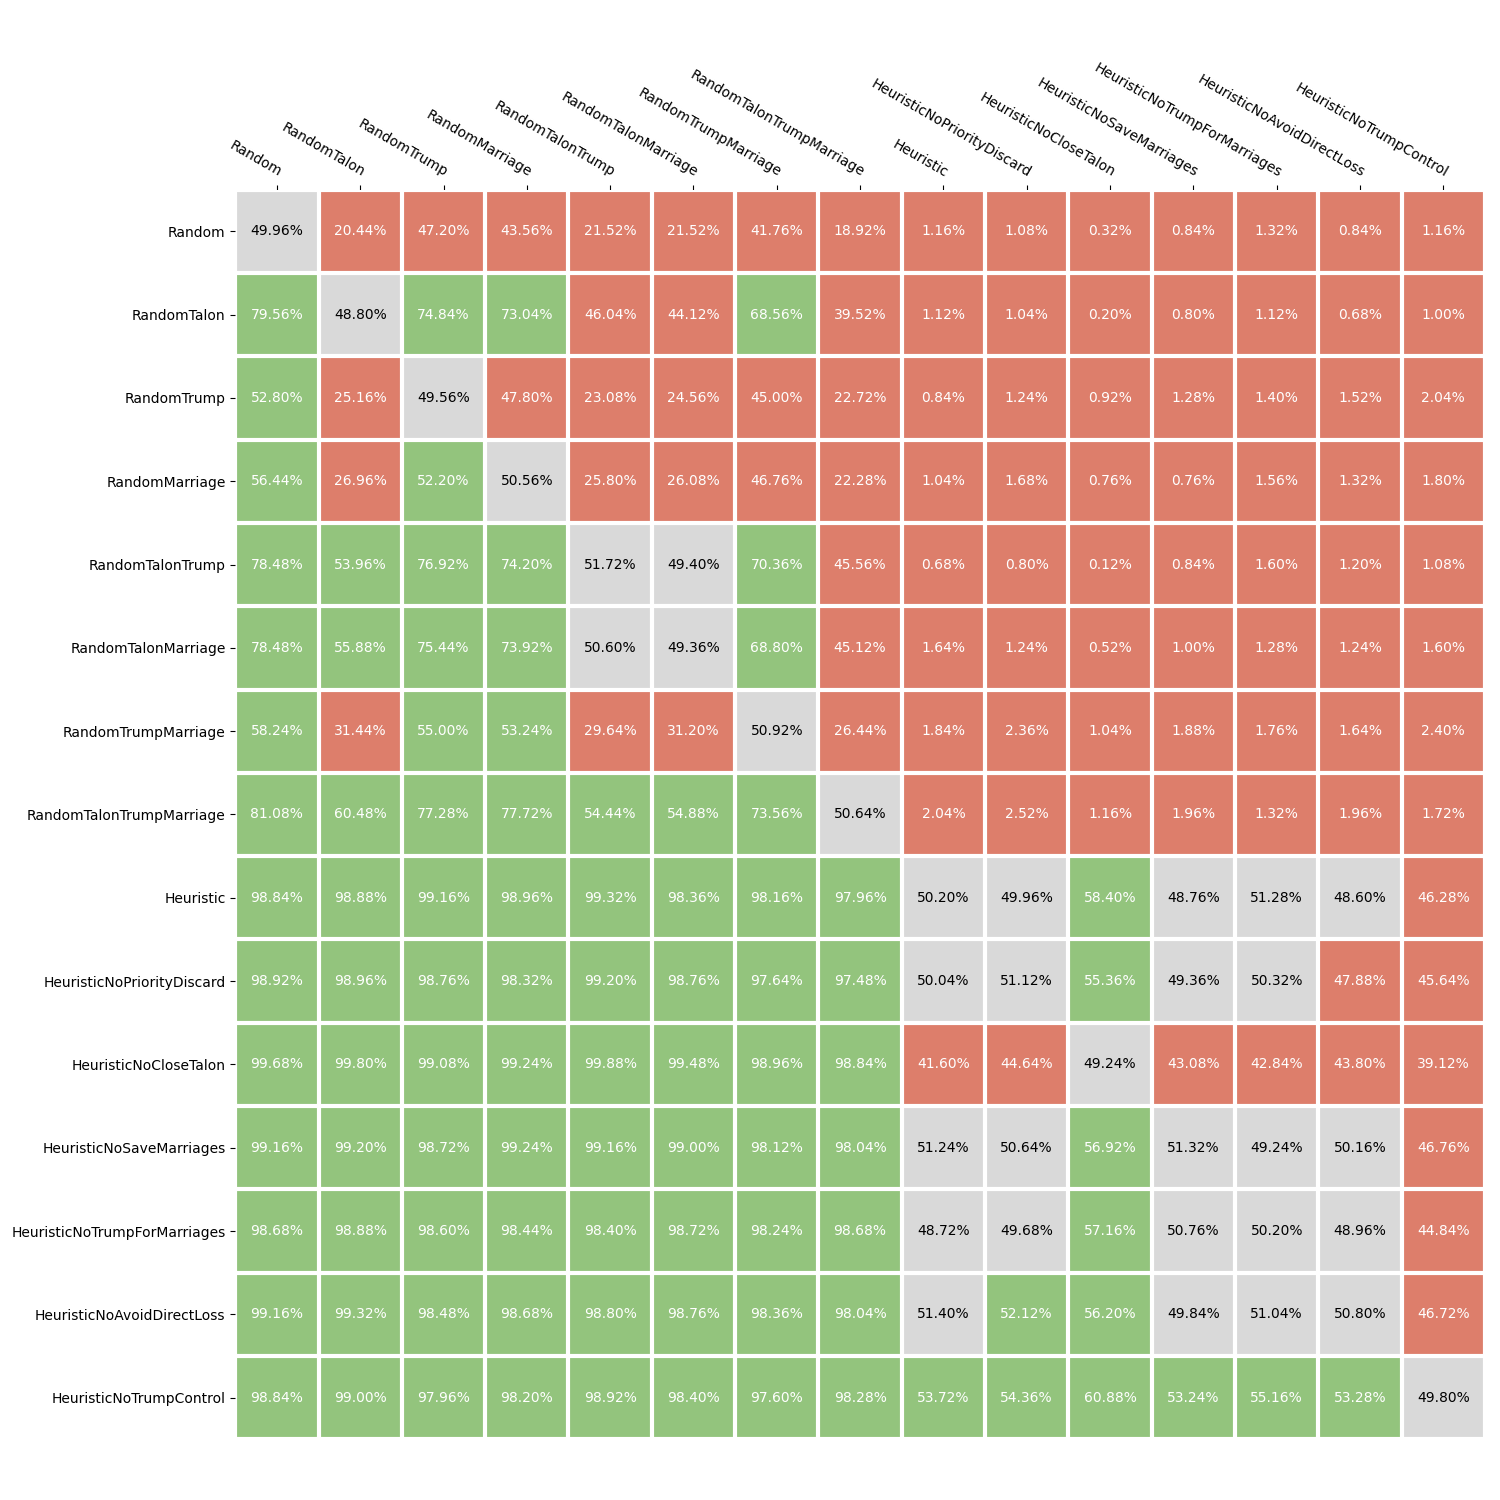 Random RandomTalon RandomTrump RandomMarriage RandomTalonTrump RandomTalonMarriage RandomTrumpMarriage RandomTalonTrumpMarriage Heuristic HeuristicNoPriorityDiscard HeuristicNoCloseTalon HeuristicNoSaveMarriages HeuristicNoTrumpForMarriages HeuristicNoAvoidDirectLoss HeuristicNoTrumpControl
Random 49.96% 20.44% 47.20% 43.56% 21.52% 21.52% 41.76% 18.92% 1.16% 1.08% 0.32% 0.84% 1.32% 0.84% 1.16%
RandomTalon 79.56% 48.80% 74.84% 73.04% 46.04% 44.12% 68.56% 39.52% 1.12% 1.04% 0.20% 0.80% 1.12% 0.68% 1.00%
RandomTrump 52.80% 25.16% 49.56% 47.80% 23.08% 24.56% 45.00% 22.72% 0.84% 1.24% 0.92% 1.28% 1.40% 1.52% 2.04%
RandomMarriage 56.44% 26.96% 52.20% 50.56% 25.80% 26.08% 46.76% 22.28% 1.04% 1.68% 0.76% 0.76% 1.56% 1.32% 1.80%
RandomTalonTrump 78.48% 53.96% 76.92% 74.20% 51.72% 49.40% 70.36% 45.56% 0.68% 0.80% 0.12% 0.84% 1.60% 1.20% 1.08%
RandomTalonMarriage 78.48% 55.88% 75.44% 73.92% 50.60% 49.36% 68.80% 45.12% 1.64% 1.24% 0.52% 1.00% 1.28% 1.24% 1.60%
RandomTrumpMarriage 58.24% 31.44% 55.00% 53.24% 29.64% 31.20% 50.92% 26.44% 1.84% 2.36% 1.04% 1.88% 1.76% 1.64% 2.40%
RandomTalonTrumpMarriage 81.08% 60.48% 77.28% 77.72% 54.44% 54.88% 73.56% 50.64% 2.04% 2.52% 1.16% 1.96% 1.32% 1.96% 1.72%
Heuristic 98.84% 98.88% 99.16% 98.96% 99.32% 98.36% 98.16% 97.96% 50.20% 49.96% 58.40% 48.76% 51.28% 48.60% 46.28%
HeuristicNoPriorityDiscard 98.92% 98.96% 98.76% 98.32% 99.20% 98.76% 97.64% 97.48% 50.04% 51.12% 55.36% 49.36% 50.32% 47.88% 45.64%
HeuristicNoCloseTalon 99.68% 99.80% 99.08% 99.24% 99.88% 99.48% 98.96% 98.84% 41.60% 44.64% 49.24% 43.08% 42.84% 43.80% 39.12%
HeuristicNoSaveMarriages 99.16% 99.20% 98.72% 99.24% 99.16% 99.00% 98.12% 98.04% 51.24% 50.64% 56.92% 51.32% 49.24% 50.16% 46.76%
HeuristicNoTrumpForMarriages 98.68% 98.88% 98.60% 98.44% 98.40% 98.72% 98.24% 98.68% 48.72% 49.68% 57.16% 50.76% 50.20% 48.96% 44.84%
HeuristicNoAvoidDirectLoss 99.16% 99.32% 98.48% 98.68% 98.80% 98.76% 98.36% 98.04% 51.40% 52.12% 56.20% 49.84% 51.04% 50.80% 46.72%
HeuristicNoTrumpControl 98.84% 99.00% 97.96% 98.20% 98.92% 98.40% 97.60% 98.28% 53.72% 54.36% 60.88% 53.24% 55.16% 53.28% 49.80%